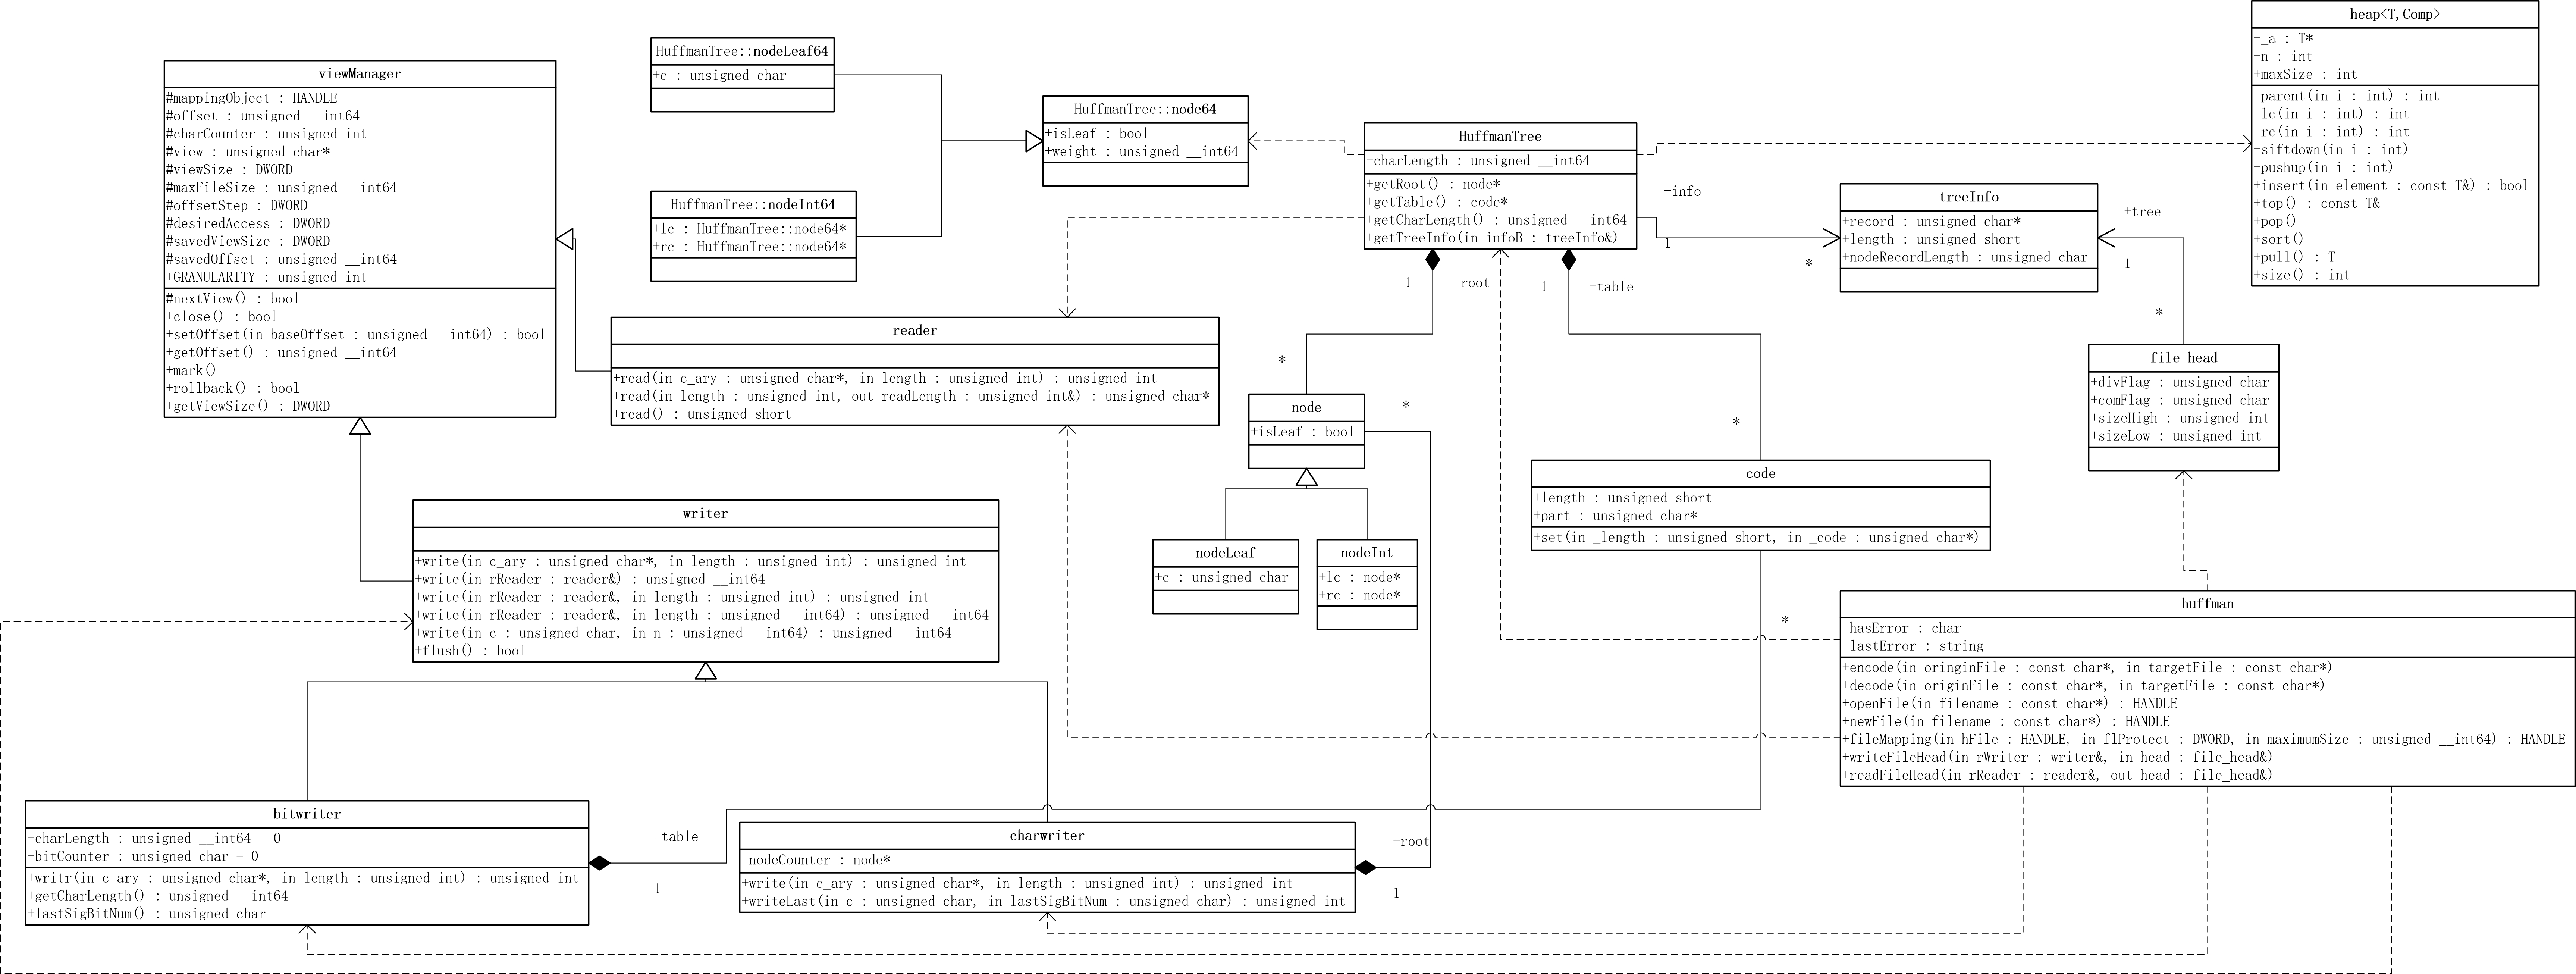 heap<T,Comp>
-_a : T*
-n : int
+maxSize : int
-parent(in i : int) : int
-lc(in i : int) : int
-rc(in i : int) : int
-siftdown(in i : int)
-pushup(in i : int)
+insert(in element : const T&) : bool
+top() : const T&
+pop()
+sort()
+pull() : T
+size() : int
HuffmanTree::nodeLeaf64
+c : unsigned char
viewManager
#mappingObject : HANDLE
#offset : unsigned __int64
#charCounter : unsigned int
#view : unsigned char*
#viewSize : DWORD
#maxFileSize : unsigned __int64
#offsetStep : DWORD
#desiredAccess : DWORD
#savedViewSize : DWORD
#savedOffset : unsigned __int64
+GRANULARITY : unsigned int
#nextView() : bool
+close() : bool
+setOffset(in baseOffset : unsigned __int64) : bool
+getOffset() : unsigned __int64
+mark()
+rollback() : bool
+getViewSize() : DWORD
HuffmanTree::node64
+isLeaf : bool
+weight : unsigned __int64
HuffmanTree::nodeInt64
+lc : HuffmanTree::node64*
+rc : HuffmanTree::node64*
HuffmanTree
-charLength : unsigned __int64
+getRoot() : node*
+getTable() : code*
+getCharLength() : unsigned __int64
+getTreeInfo(in infoB : treeInfo&)
-info
1
*
treeInfo
+record : unsigned char*
+length : unsigned short
+nodeRecordLength : unsigned char
+tree
1
*
1
-root
1
-table
*
*
*
reader
+read(in c_ary : unsigned char*, in length : unsigned int) : unsigned int
+read(in length : unsigned int, out readLength : unsigned int&) : unsigned char*
+read() : unsigned short
file_head
+divFlag : unsigned char
+comFlag : unsigned char
+sizeHigh : unsigned int
+sizeLow : unsigned int
node
+isLeaf : bool
code
+length : unsigned short
+part : unsigned char*
+set(in _length : unsigned short, in _code : unsigned char*)
*
writer
+write(in c_ary : unsigned char*, in length : unsigned int) : unsigned int
+write(in rReader : reader&) : unsigned __int64
+write(in rReader : reader&, in length : unsigned int) : unsigned int
+write(in rReader : reader&, in length : unsigned __int64) : unsigned __int64
+write(in c : unsigned char, in n : unsigned __int64) : unsigned __int64
+flush() : bool
nodeLeaf
+c : unsigned char
nodeInt
+lc : node*
+rc : node*
huffman
-hasError : char
-lastError : string
+encode(in oringinFile : const char*, in targetFile : const char*)
+decode(in originFile : const char*, in targetFile : const char*)
+openFile(in filename : const char*) : HANDLE
+newFile(in filename : const char*) : HANDLE
+fileMapping(in hFile : HANDLE, in flProtect : DWORD, in maximumSize : unsigned __int64) : HANDLE
+writeFileHead(in rWriter : writer&, in head : file_head&)
+readFileHead(in rReader : reader&, out head : file_head&)
bitwriter
-charLength : unsigned __int64 = 0
-bitCounter : unsigned char = 0
+writr(in c_ary : unsigned char*, in length : unsigned int) : unsigned int
+getCharLength() : unsigned __int64
+lastSigBitNum() : unsigned char
-table
1
charwriter
-nodeCounter : node*
+write(in c_ary : unsigned char*, in length : unsigned int) : unsigned int
+writeLast(in c : unsigned char, in lastSigBitNum : unsigned char) : unsigned int
-root
1